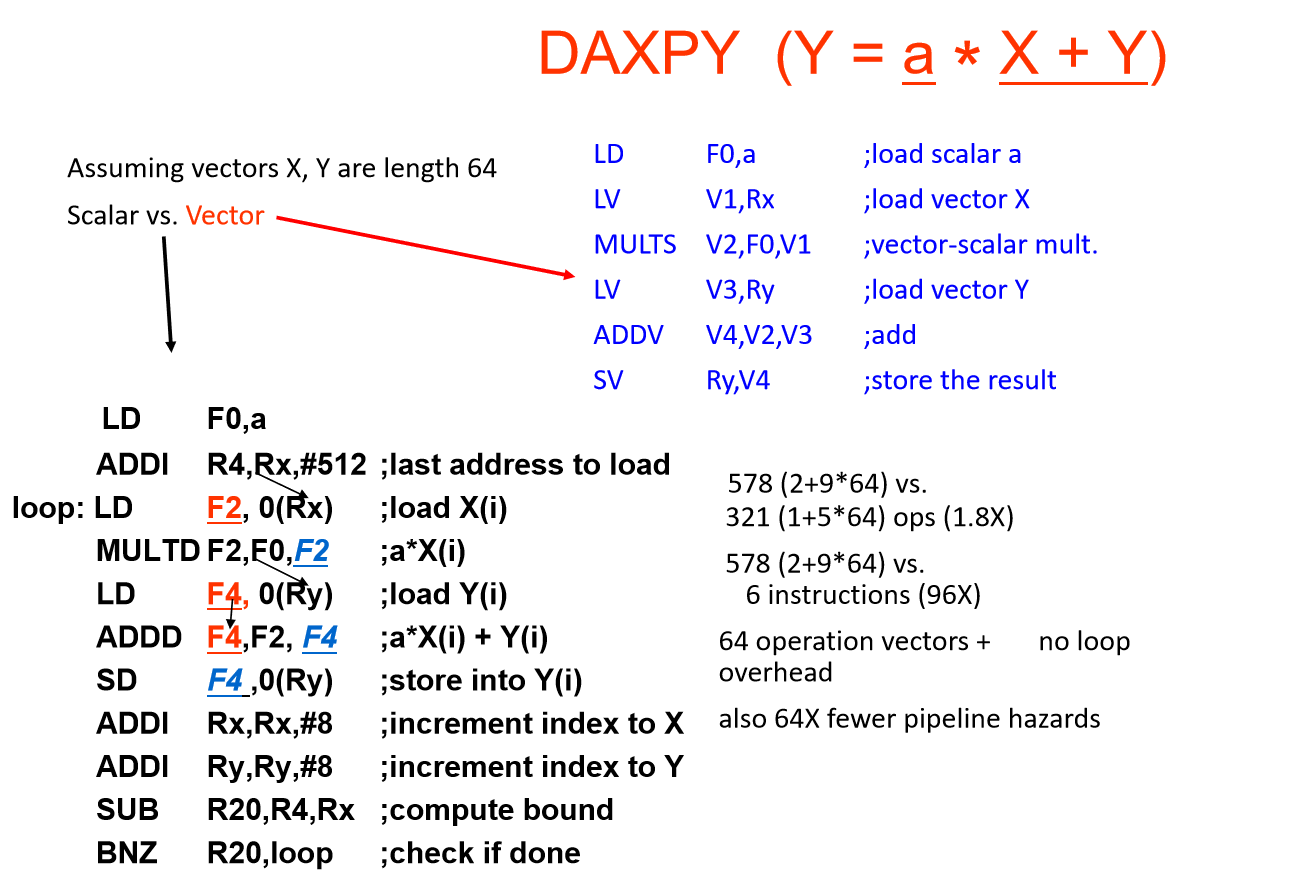 DAXPY (Y = a * X + Y)
Assuming vectors X, Y are length 64
Scalar vs. Vector
LD F0,a ;load scalar a
LV V1,Rx ;load vector X
MULTS V2,F0,V1 ;vector-scalar mult.
LV V3,Ry ;load vector Y
ADDV V4,V2,V3 ;add
SV Ry,V4 ;store the result
LD F0,a
ADDI R4,Rx,#512 ;last address to load
loop: LD F2, 0(Rx) ;load X(i)
MULTD F2,F0,F2 ;a*X(i)
LD F4, 0(Ry) ;load Y(i)
ADDD F4,F2, F4 ;a*X(i) + Y(i)
SD F4 ,0(Ry) ;store into Y(i)
ADDI Rx,Rx,#8 ;increment index to X
ADDI Ry,Ry,#8 ;increment index to Y
SUB R20,R4,Rx ;compute bound
BNZ R20,loop ;check if done
578 (2+9*64) vs.
321 (1+5*64) ops (1.8X)
578 (2+9*64) vs.
6 instructions (96X)
64 operation vectors + no loop
overhead
also 64X fewer pipeline hazards